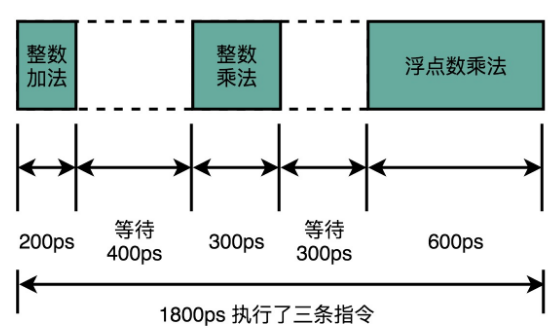 整数
加法
整数
乘法
浮点数乘法
200ps
等待
400ps
300ps
等待
300ps
600ps
1800ps 执行了三条指令